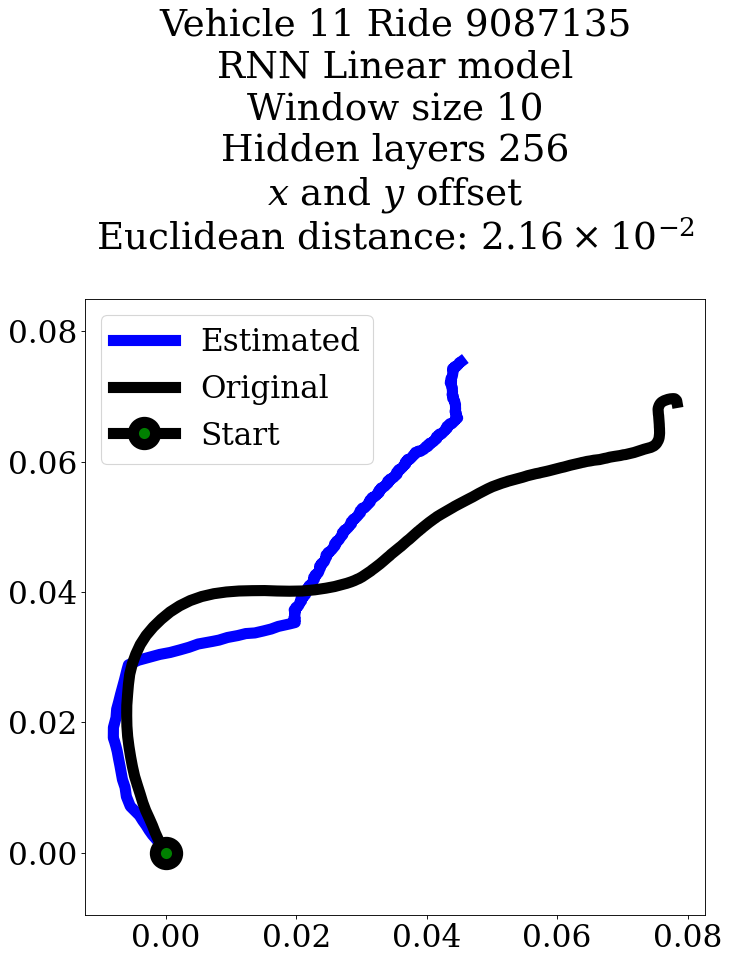 Vehicle 11 Ride 9087135
RNN Linear model
Window size 10
Hidden layers 256
x and y offset
Euclidean distance: 2.16 × 10⁻²
Estimated
Original
Start
0.08
0.06
0.04
0.02
0.00
0.00 0.02 0.04 0.06 0.08